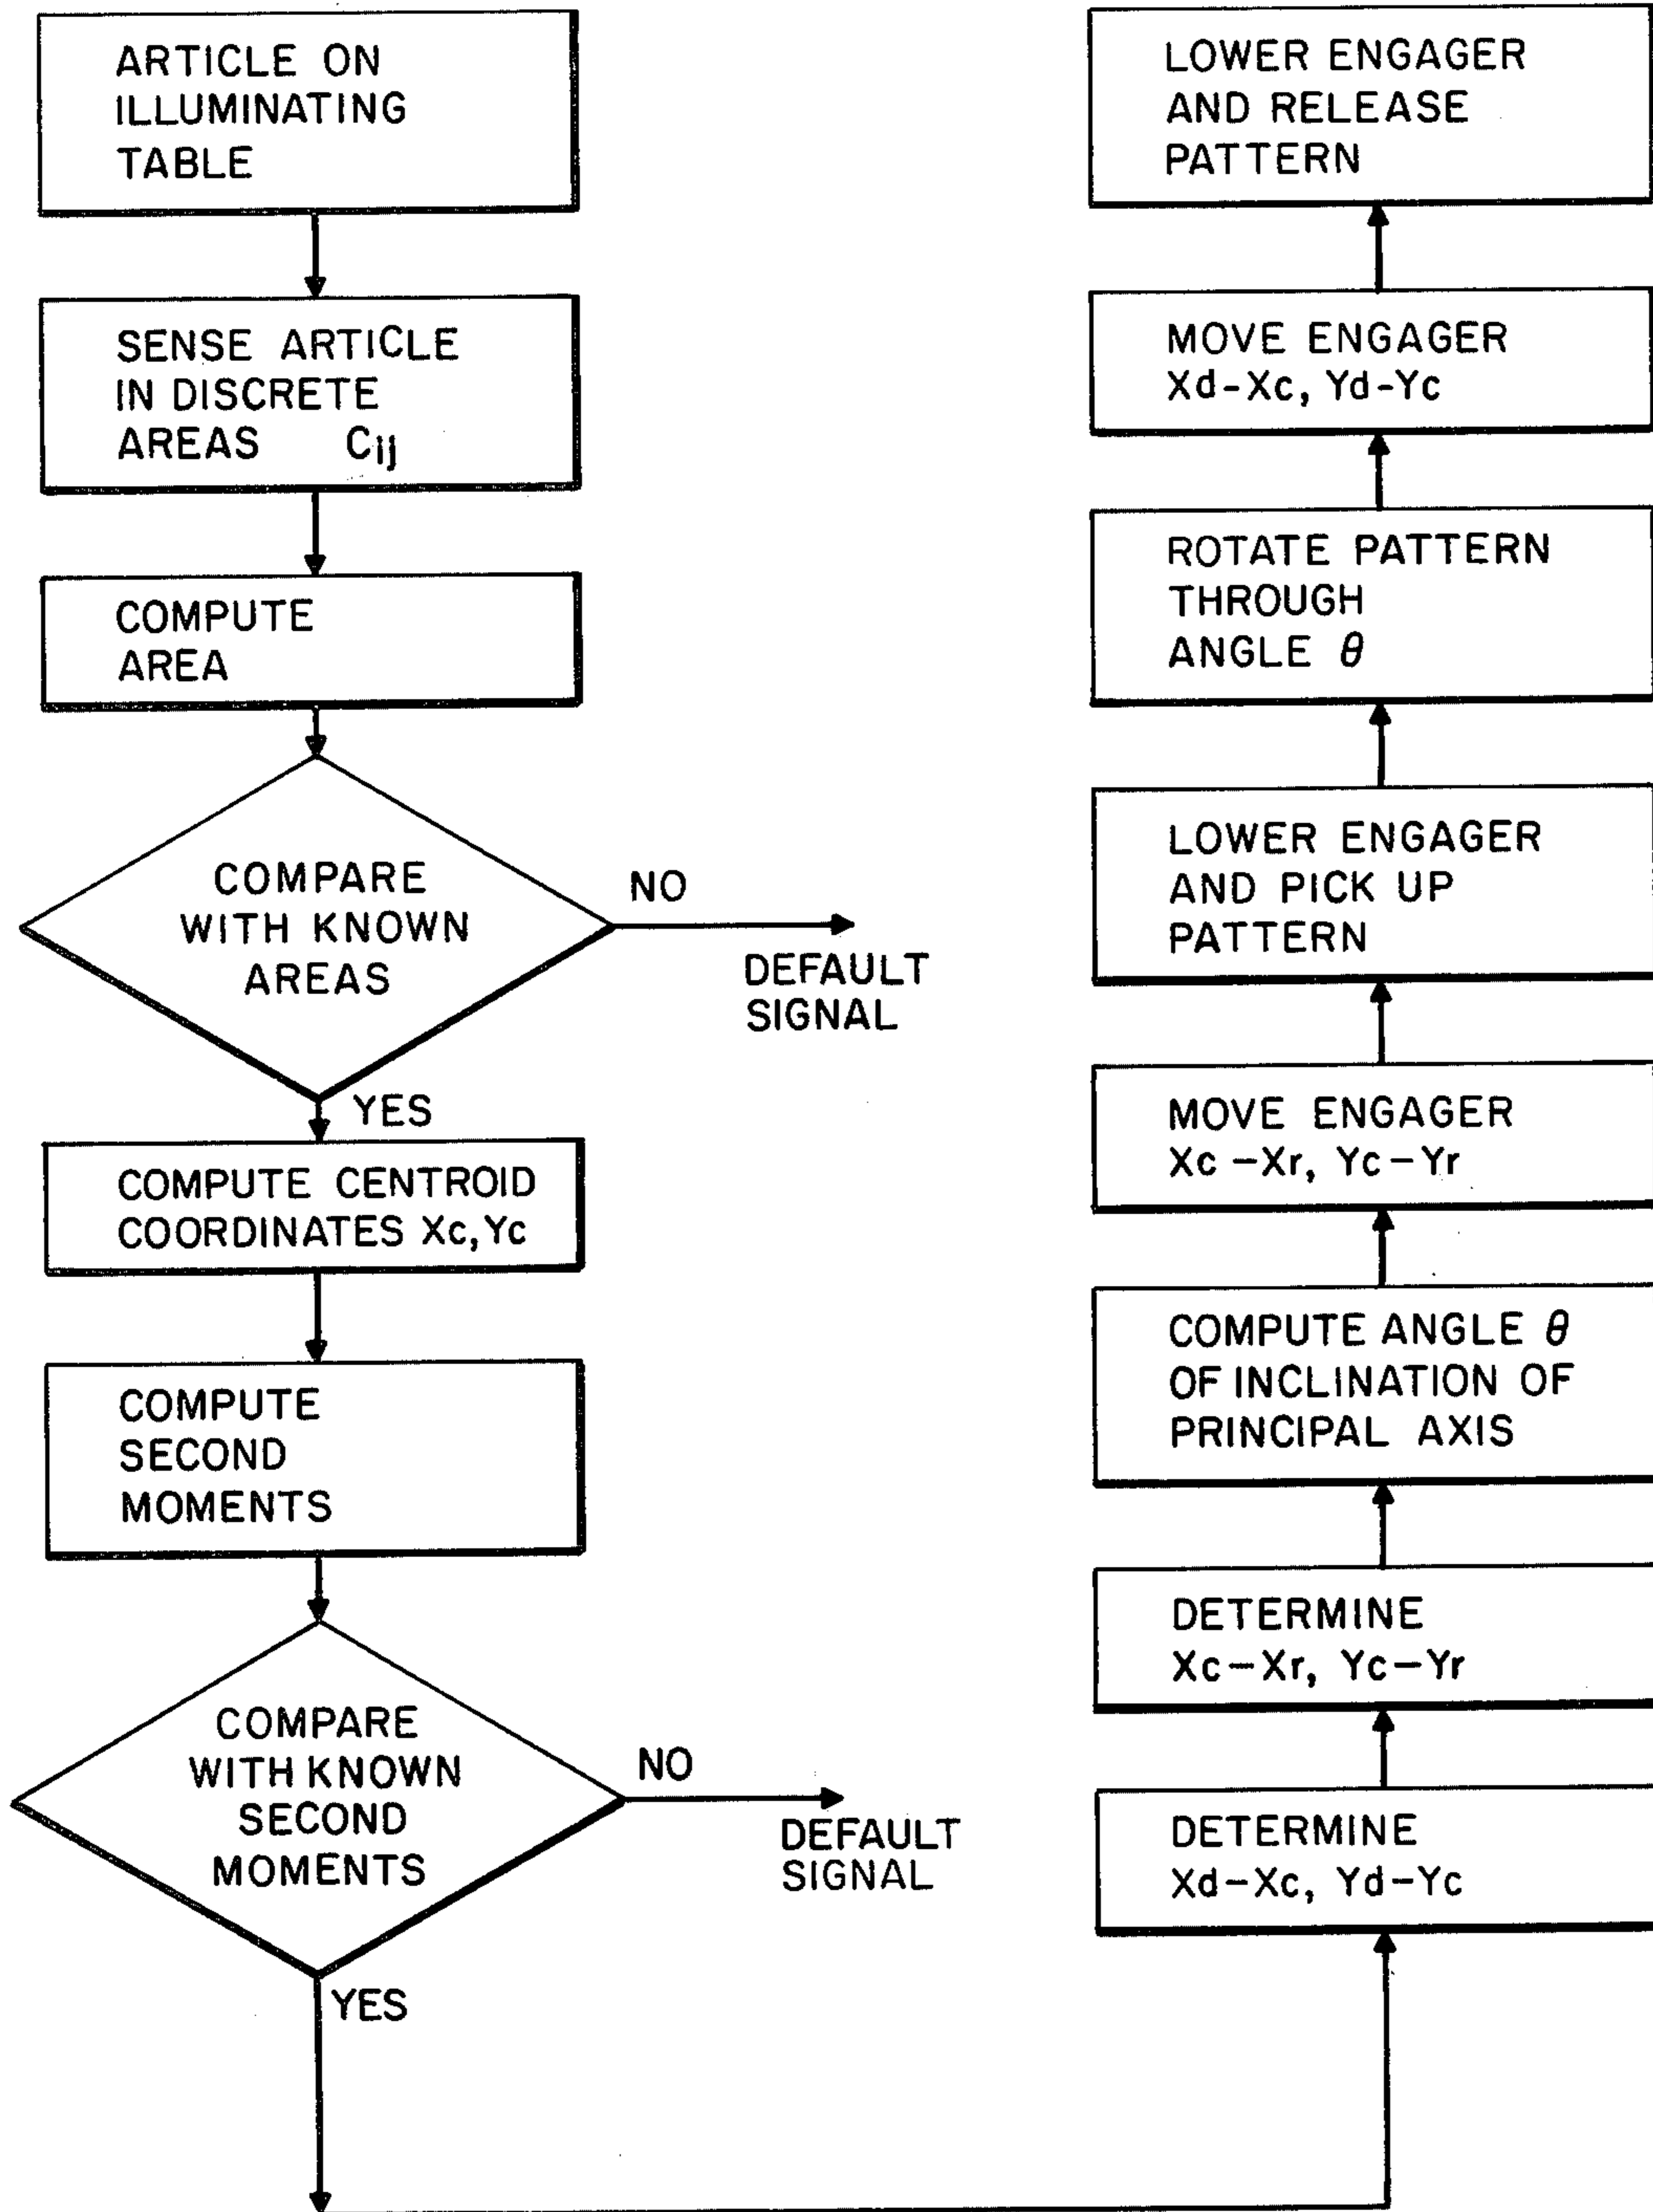 ARTICLE ON
ILLUMINATING
TABLE
SENSE ARTICLE
IN DISCRETE
AREAS Cij
COMPUTE
AREA
COMPARE
WITH KNOWN
AREAS
NO
DEFAULT
SIGNAL
YES
COMPUTE CENTROID
COORDINATES Xc, Yc
COMPUTE
SECOND
MOMENTS
COMPARE
WITH KNOWN
SECOND
MOMENTS
NO
DEFAULT
SIGNAL
YES
DETERMINE
Xd-Xc, Yd-Yc
DETERMINE
Xc-Xr, Yc-Yr
COMPUTE ANGLE θ
OF INCLINATION OF
PRINCIPAL AXIS
MOVE ENGAGER
Xc-Xr, Yc-Yr
LOWER ENGAGER
AND PICK UP
PATTERN
ROTATE PATTERN
THROUGH
ANGLE θ
MOVE ENGAGER
Xd-Xc, Yd-Yc
LOWER ENGAGER
AND RELEASE
PATTERN